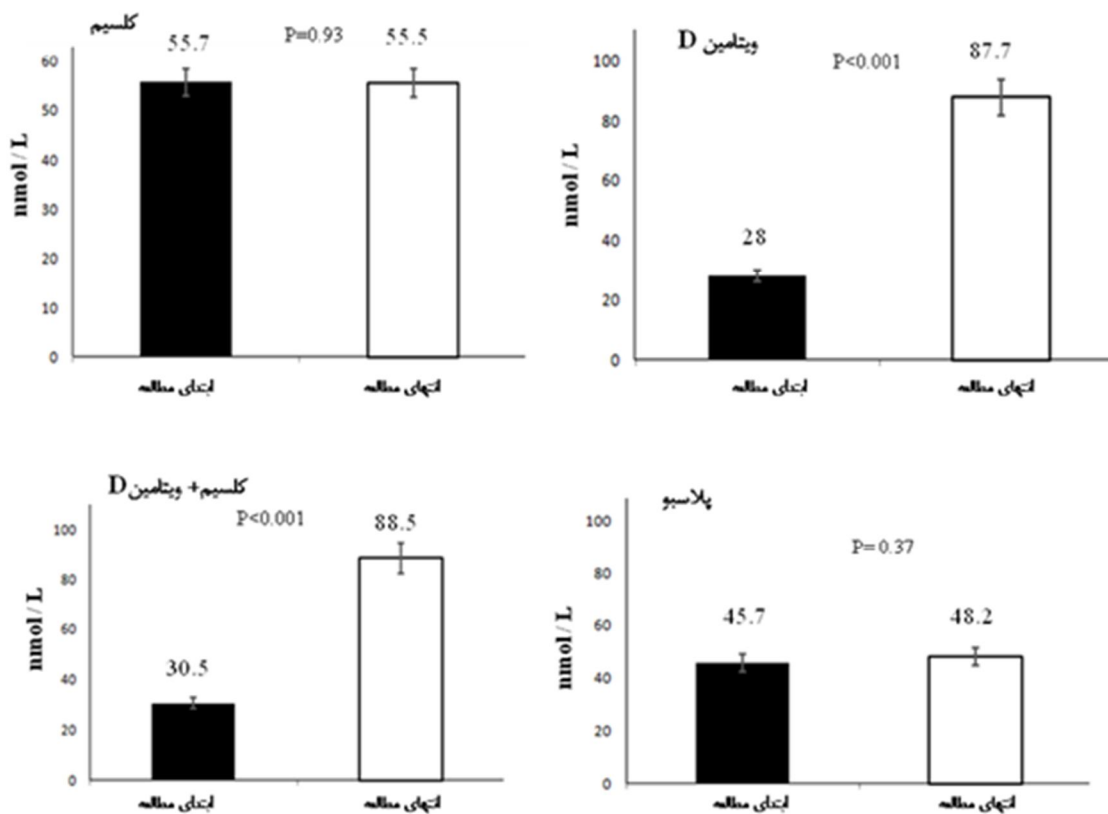 کلسیم
P=0.93
55.7
55.5
nmol / L
60
50
40
30
20
10
0
ابتدای مطالعه
انتهای مطالعه
ویتامین D
P<0.001
87.7
28
nmol / L
100
80
60
40
20
0
ابتدای مطالعه
انتهای مطالعه
کلسیم+ ویتامین D
P<0.001
88.5
30.5
nmol / L
100
80
60
40
20
0
ابتدای مطالعه
انتهای مطالعه
پلاسبو
P= 0.37
45.7
48.2
nmol / L
100
80
60
40
20
0
ابتدای مطالعه
انتهای مطالعه